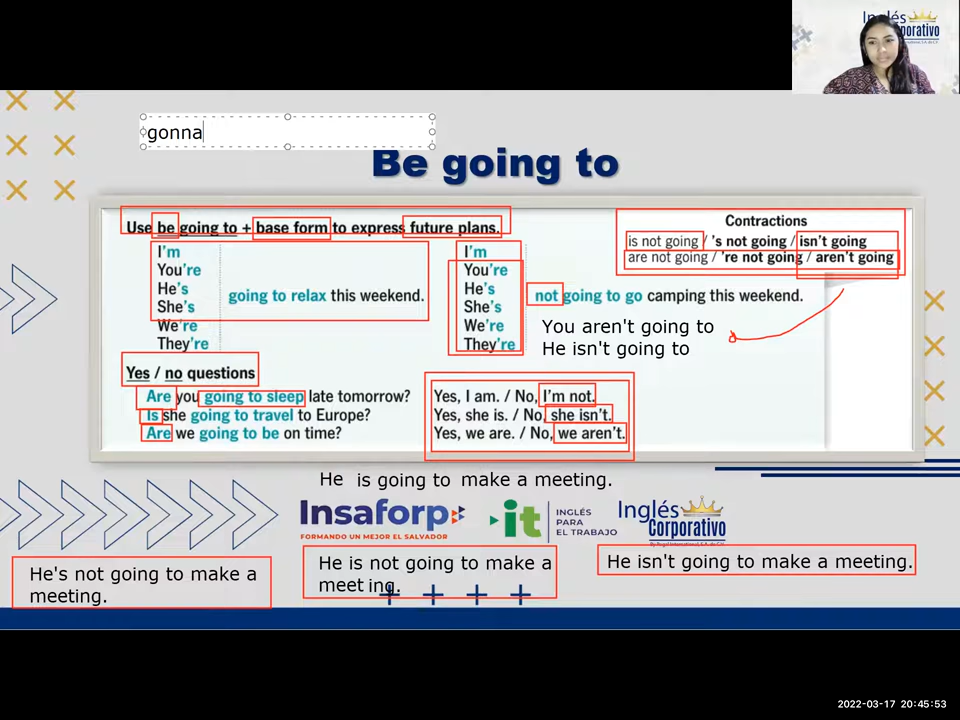 Inglés
Corporativo
gonna
Be going to
Use be going to + base form to express future plans.
I'm
You're
He's
She's
We're
They're
going to relax this weekend.
I'm
You're
He's
She's
We're
They're
not going to go camping this weekend.
Contractions
is not going / 's not going / isn't going
are not going / 're not going / aren't going
You aren't going to
He isn't going to
Yes / no questions
Are you going to sleep late tomorrow?
Is she going to travel to Europe?
Are we going to be on time?
Yes, I am. / No, I'm not.
Yes, she is. / No, she isn't.
Yes, we are. / No, we aren't.
He is going to make a meeting.
Insaforp
FORMANDO UN MEJOR EL SALVADOR
it
INGLÉS
PARA
EL TRABAJO
Inglés
Corporativo
He's not going to make a
meeting.
He is not going to make a
meeting.
He isn't going to make a meeting.
2022-03-17 20:45:53